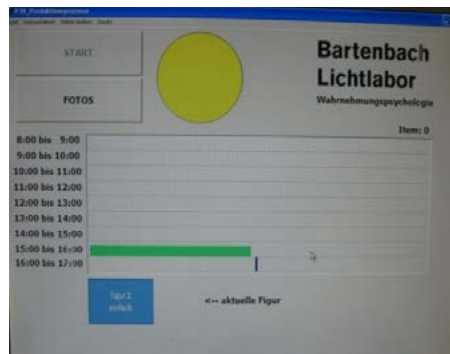 START
FOTOS
Bartenbach
Lichtlabor
Wahrnehmungspsychologie
Item: 0
8:00 bis 9:00
9:00 bis 10:00
10:00 bis 11:00
11:00 bis 12:00
12:00 bis 13:00
13:00 bis 14:00
14:00 bis 15:00
15:00 bis 16:00
16:00 bis 17:00
Figur1
einfach
<-- aktuelle Figur